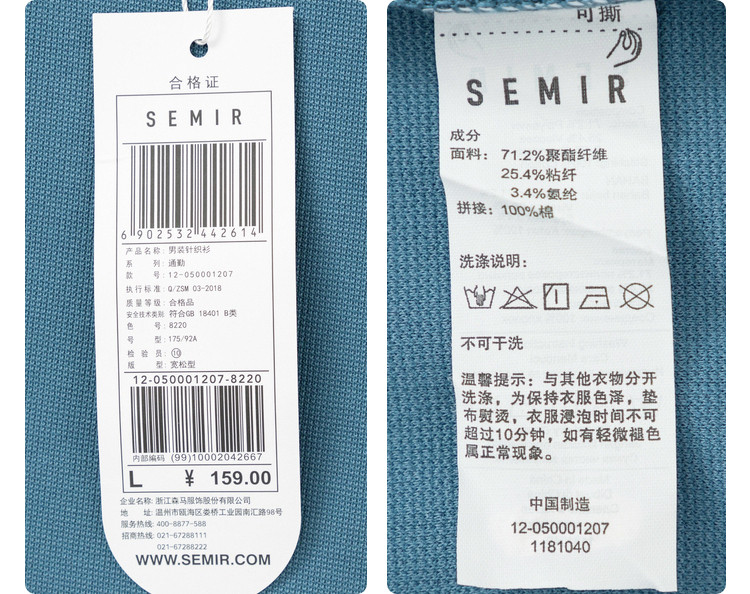 合格证
SEMIR
6 902532 442614
产品名称: 男装针织衫
系 列: 通勤
款 号: 12-050001207
执行标准: Q/ZSM 03-2018
质量等级: 合格品
安全技术类别: 符合GB 18401 B类
色 号: 8220
号 型: 175/92A
检 验 员: ⑩
版 型: 宽松型
12-050001207-8220
内部编码 (99)10002042667
L ¥ 159.00
企业名称: 浙江森马服饰股份有限公司
地 址: 温州市瓯海区娄桥工业园南汇路98号
服务热线: 400-8877-588
招商热线: 021-67288111
021-67288222
WWW.SEMIR.COM
可撕
SEMIR
成分
面料: 71.2%聚酯纤维
25.4%粘纤
3.4%氨纶
拼接: 100%棉
洗涤说明:
不可干洗
温馨提示: 与其他衣物分开
洗涤, 为保持衣服色泽, 垫
布熨烫, 衣服浸泡时间不可
超过10分钟, 如有轻微褪色
属正常现象。
中国制造
12-050001207
1181040